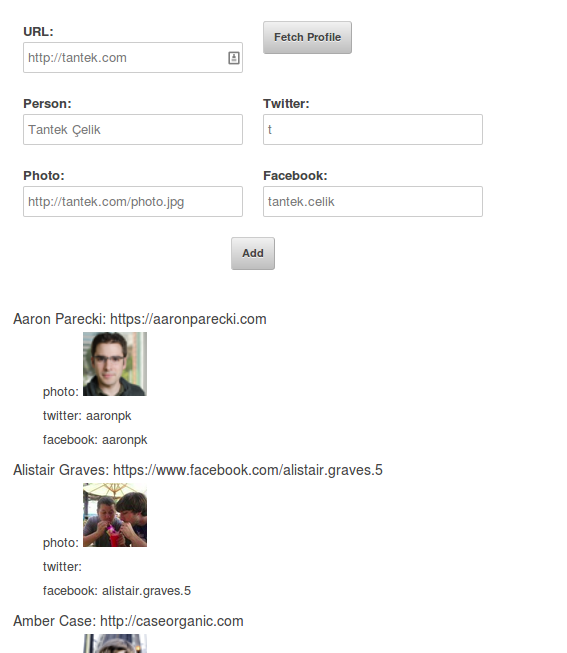 URL:
Fetch Profile
http://tantek.com
Person:
Twitter:
Tantek Çelik
t
Photo:
Facebook:
http://tantek.com/photo.jpg
tantek.celik
Add
Aaron Parecki: https://aaronparecki.com
photo:
twitter: aaronpk
facebook: aaronpk
Alistair Graves: https://www.facebook.com/alistair.graves.5
photo:
twitter:
facebook: alistair.graves.5
Amber Case: http://caseorganic.com